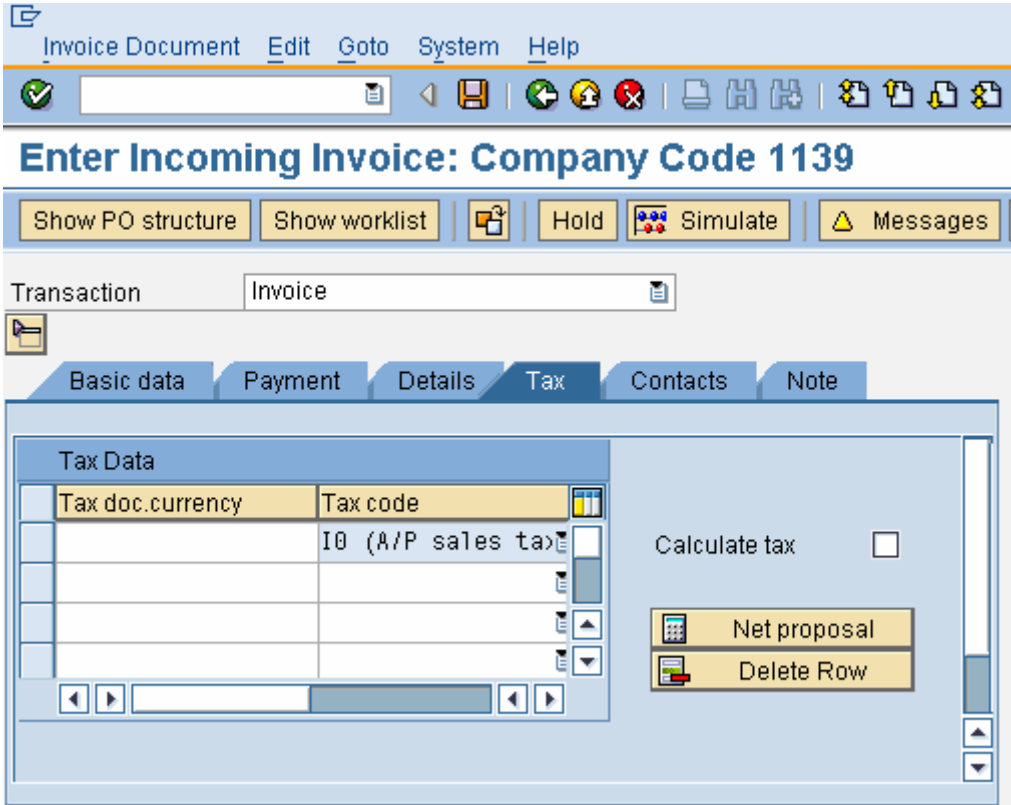 Invoice Document Edit Goto System Help
Enter Incoming Invoice: Company Code 1139
Show PO structure Show worklist Hold Simulate Messages
Transaction Invoice
Basic data Payment Details Tax Contacts Note
Tax Data
Tax doc.currency Tax code
I0 (A/P sales tax
Calculate tax
Net proposal
Delete Row